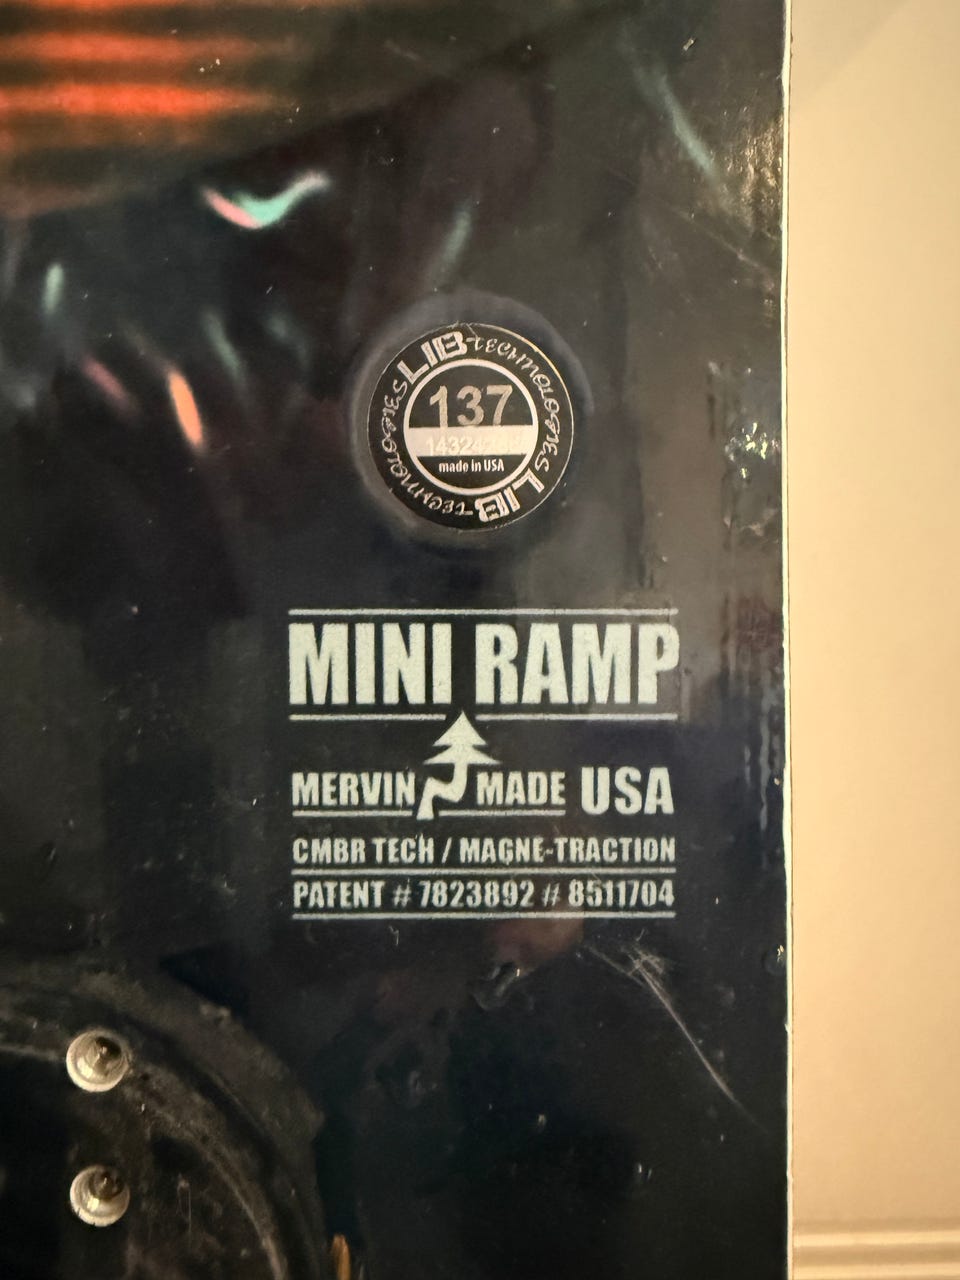 LIB TECHNOLOGIES LIB TECHNOLOGIES
137
made in USA
MINI RAMP
MERVIN MADE USA
CMBR TECH / MAGNE-TRACTION
PATENT # 7823892 # 8511704